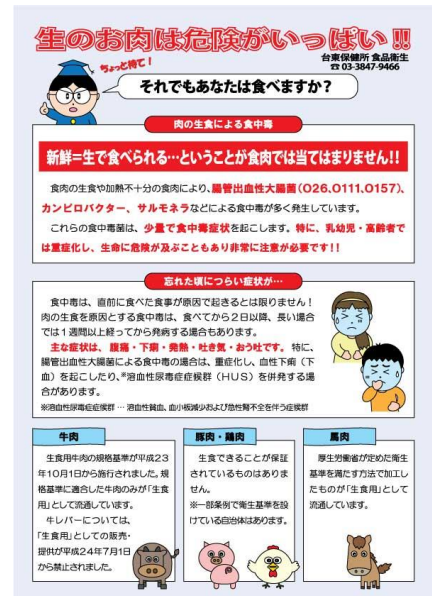 生のお肉は危険がいっぱい!!
台東保健所 食品衛生
☎ 03-3847-9466
ちょっと待て!
それでもあなたは食べますか?
肉の生食による食中毒
新鮮=生で食べられる…ということが食肉では当てはまりません!!
食肉の生食や加熱不十分の食肉により、腸管出血性大腸菌(O26、O111、O157)、
カンピロバクター、サルモネラなどによる食中毒が多く発生しています。
これらの食中毒菌は、少量で食中毒症状を起こします。特に、乳幼児・高齢者で
は重症化し、生命に危険が及ぶこともあり非常に注意が必要です!!
忘れた頃につらい症状が…
食中毒は、直前に食べた食事が原因で起きるとは限りません!
肉の生食を原因とする食中毒は、食べてから2日以降、長い場合
では1週間以上経ってから発病する場合もあります。
主な症状は、腹痛・下痢・発熱・吐き気・おう吐です。特に、
腸管出血性大腸菌による食中毒の場合は、重症化し、血性下痢(下
血)を起こしたり、※溶血性尿毒症症候群(HUS)を併発する場
合があります。
※溶血性尿毒症症候群…溶血性貧血、血小板減少および急性腎不全を伴う症候群
牛肉
生食用牛肉の規格基準が平成23
年10月1日から施行されました。規
格基準に適合した牛肉のみが「生食
用」として流通しています。
牛レバーについては、
「生食用」としての販売・
提供が平成24年7月1日
から禁止されました。
豚肉・鶏肉
生食できることが保証
されているものはありま
せん。
※一部条例で衛生基準を設
けている自治体はあります。
馬肉
厚生労働省が定めた衛生
基準を満たす方法で加工し
たものが「生食用」として
流通しています。